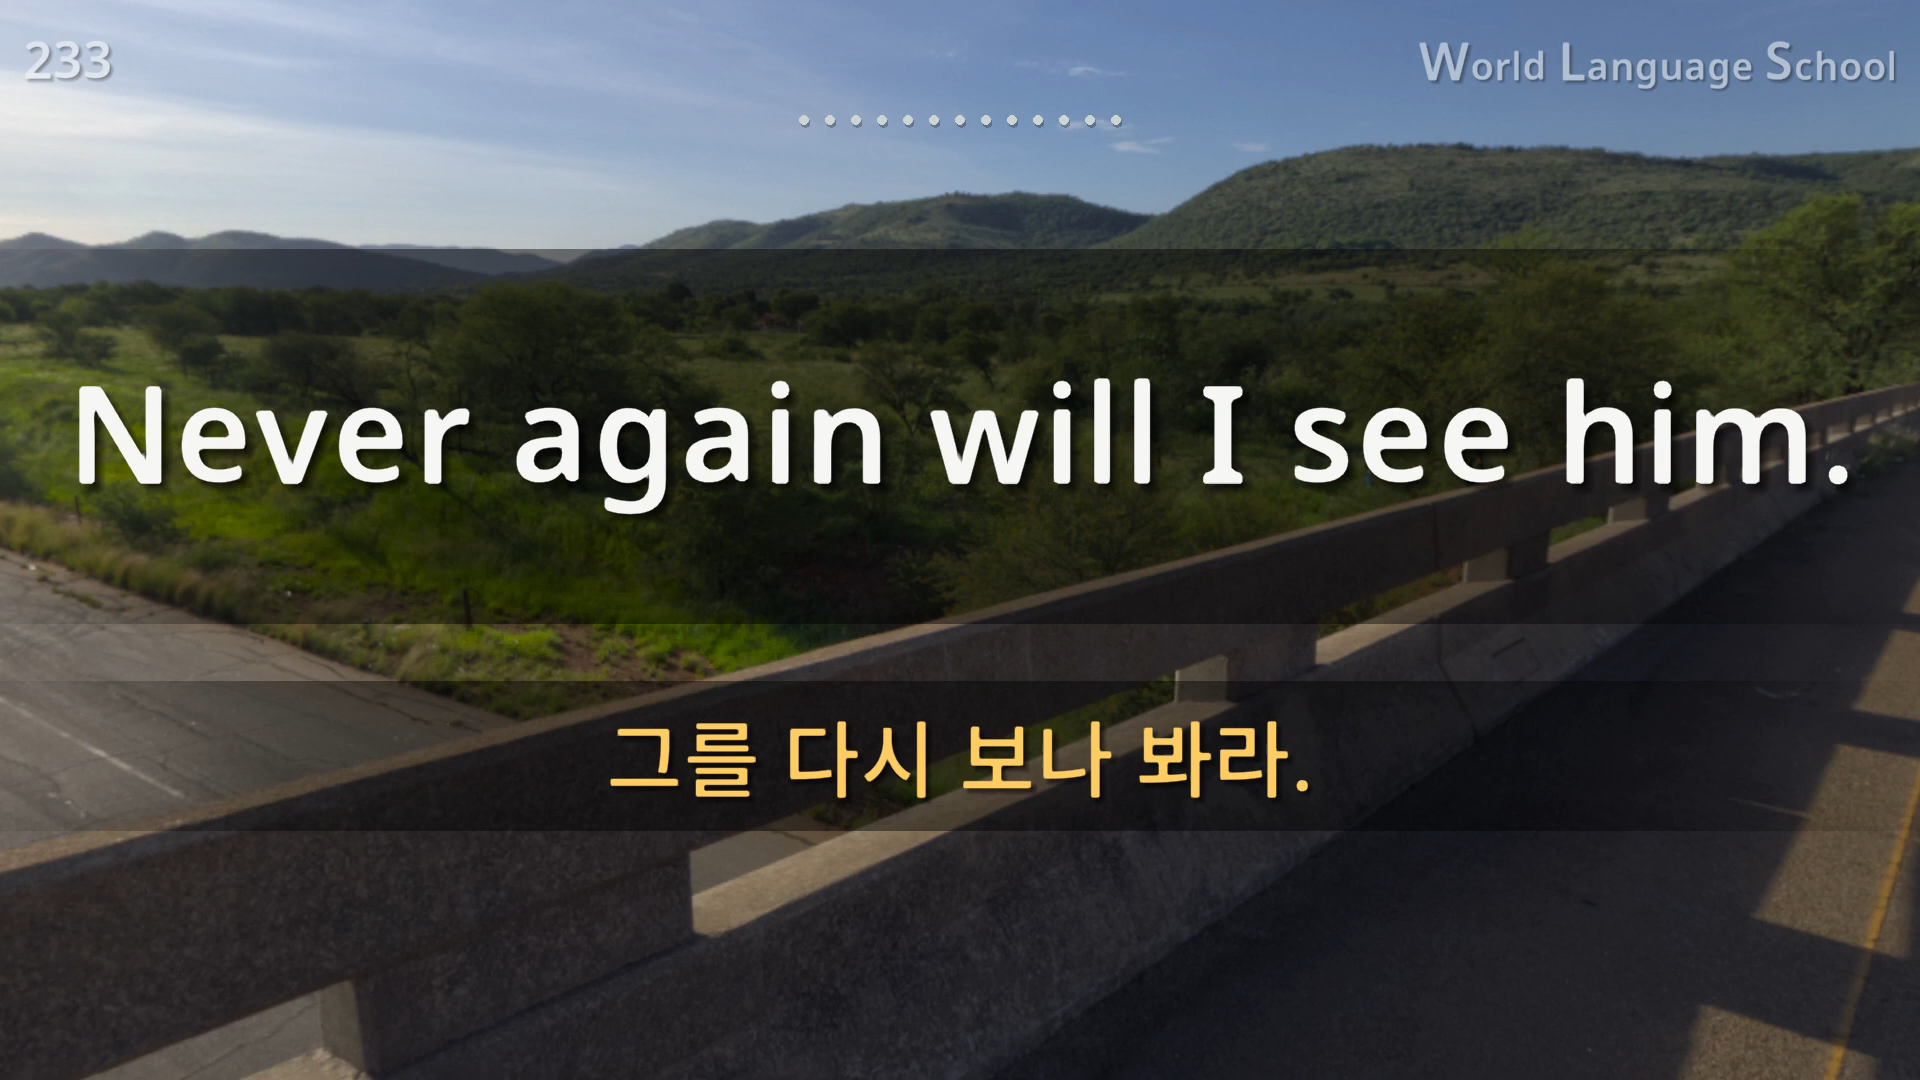 233
World Language School
Never again will I see him.
그를 다시 보나 봐라.